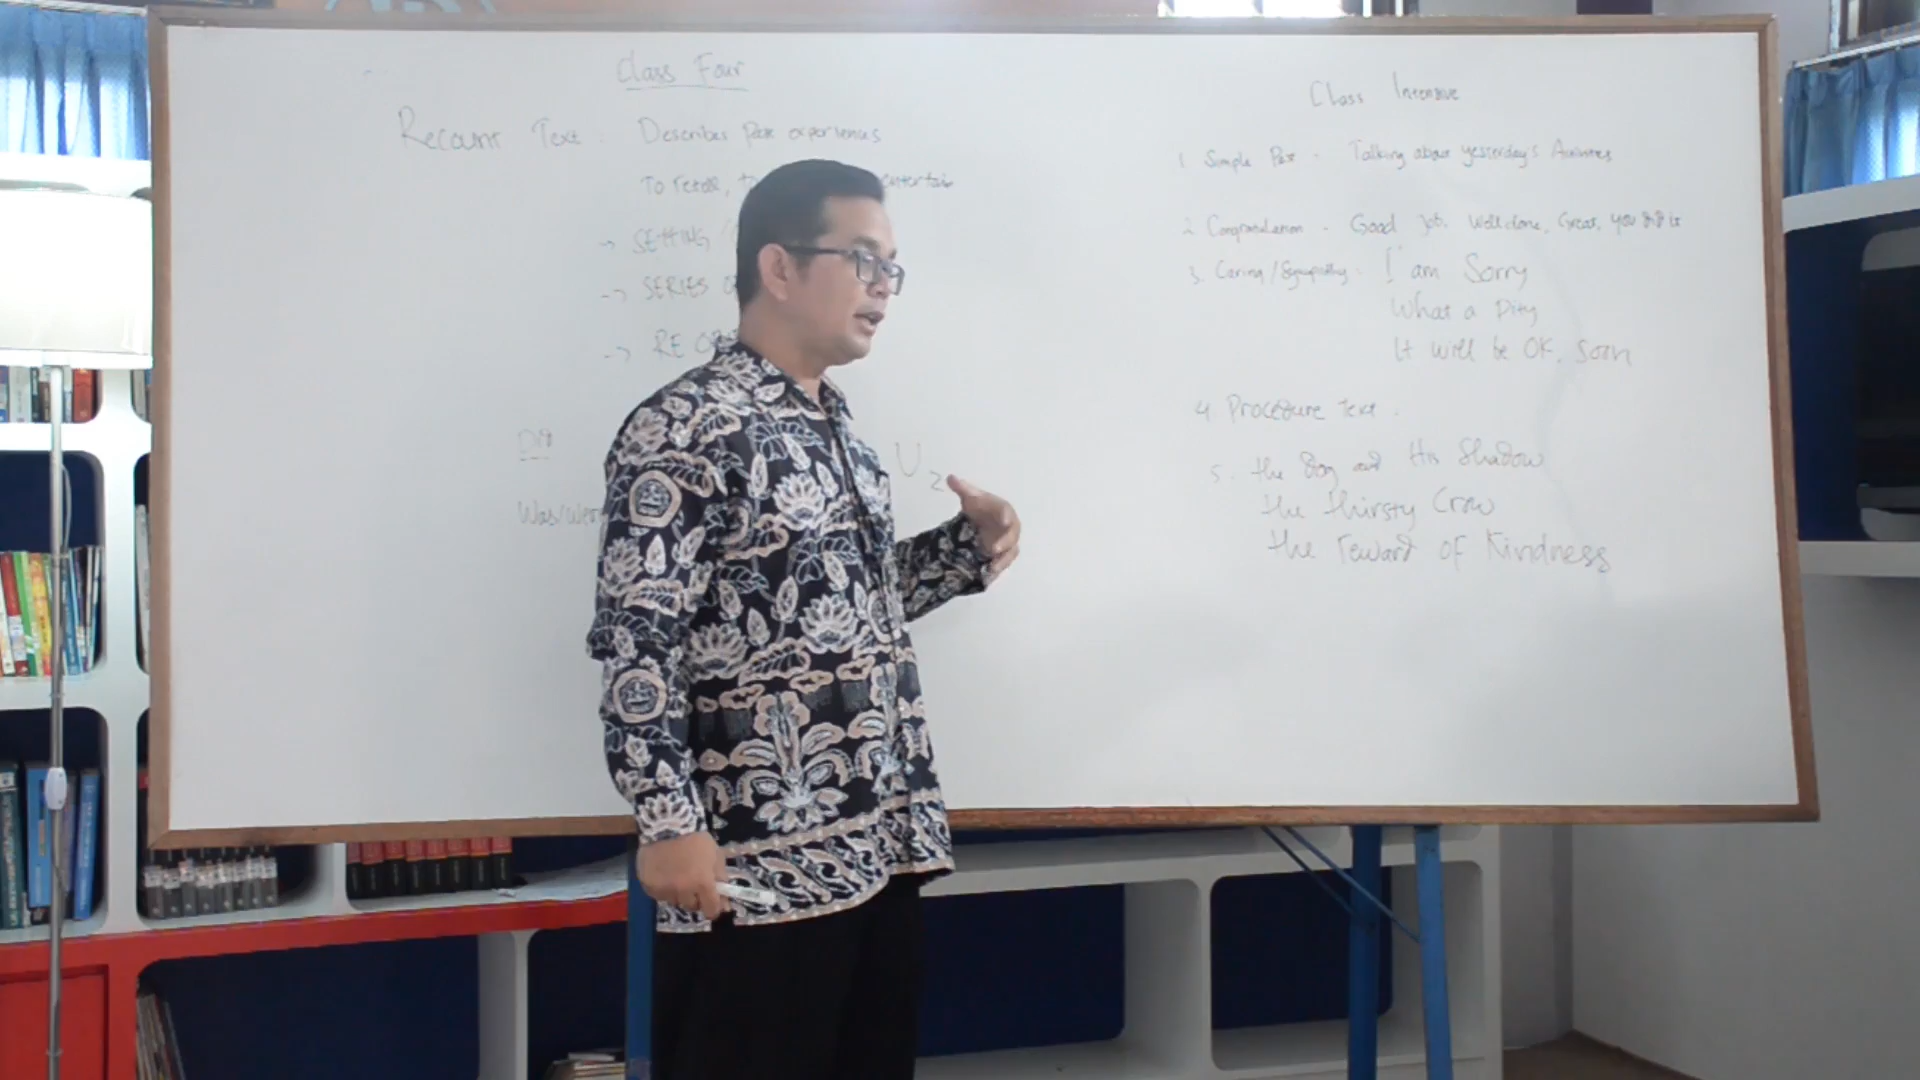 Class Four
Recount Text . Describes Past experiences
To retell, entertain
-> SETTING
-> SERIES
-> RE
Did
V2
Was/Were
Class Intensive
1 Simple Past - Talking about yesterday's Activities
2 Congratulation - Good Job, Well done, Great, you did it
3. Caring/Sympathy - I am Sorry
What a Pity
It will be OK, Soon
4 Procedure Text .
5. the Dog and His Shadow
the thirsty Crow
the reward of Kindness